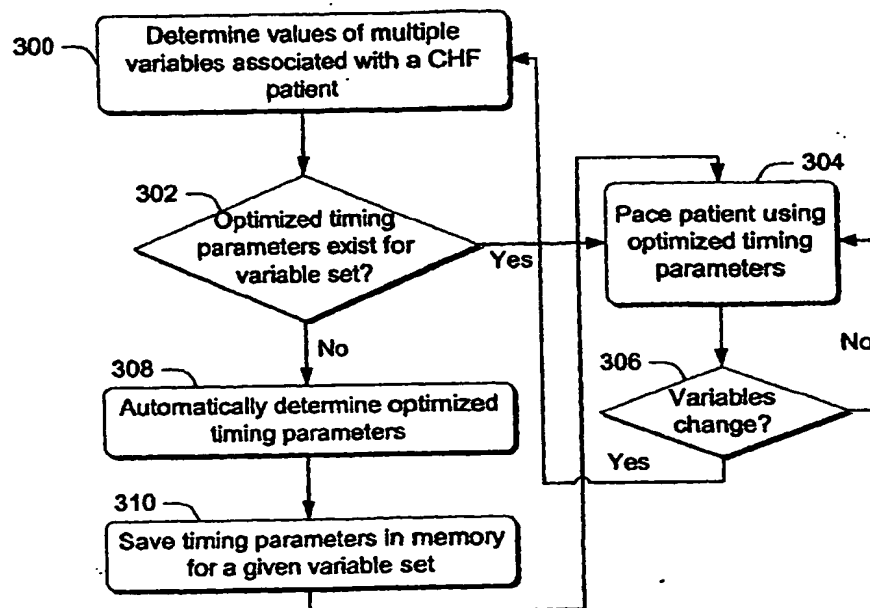 300
Determine values of multiple
variables associated with a CHF
patient
302
Optimized timing
parameters exist for
variable set?
Yes
304
Pace patient using
optimized timing
parameters
No
306
Variables
change?
Yes
No
308
Automatically determine optimized
timing parameters
310
Save timing parameters in memory
for a given variable set